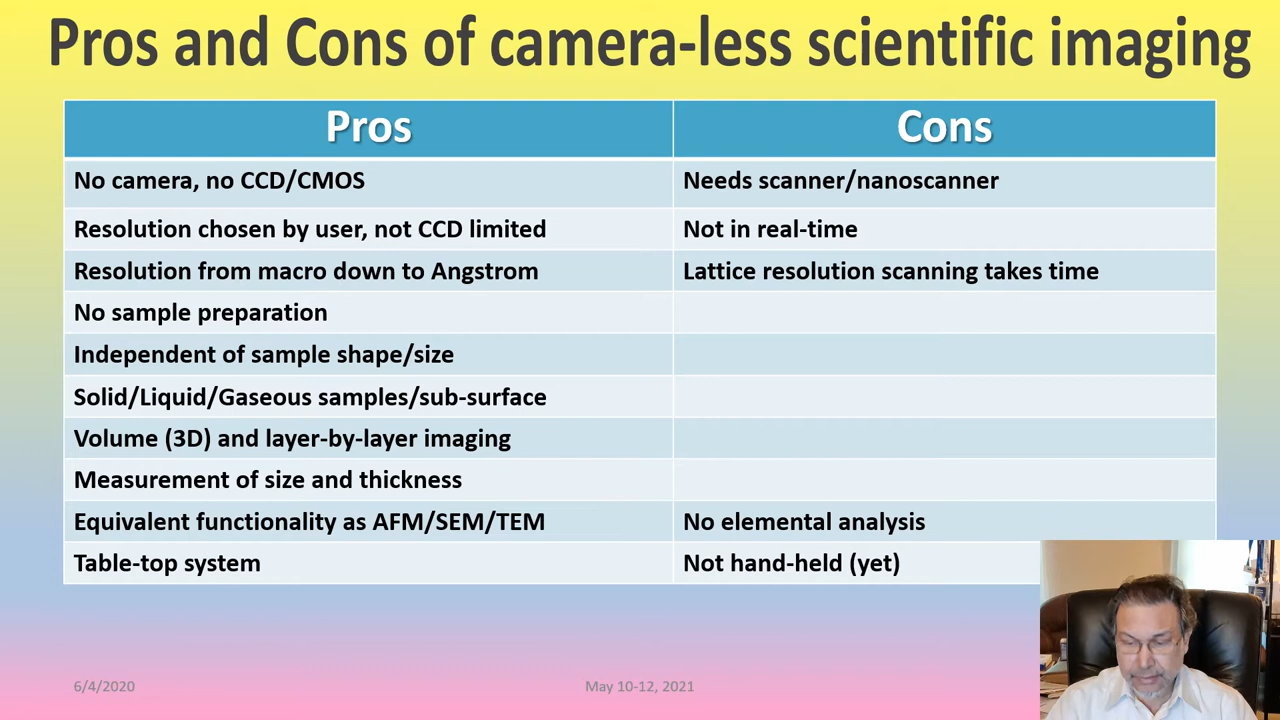 Pros and Cons of camera-less scientific imaging
Pros Cons
No camera, no CCD/CMOS Needs scanner/nanoscanner
Resolution chosen by user, not CCD limited Not in real-time
Resolution from macro down to Angstrom Lattice resolution scanning takes time
No sample preparation
Independent of sample shape/size
Solid/Liquid/Gaseous samples/sub-surface
Volume (3D) and layer-by-layer imaging
Measurement of size and thickness
Equivalent functionality as AFM/SEM/TEM No elemental analysis
Table-top system Not hand-held (yet)
6/4/2020 May 10-12, 2021